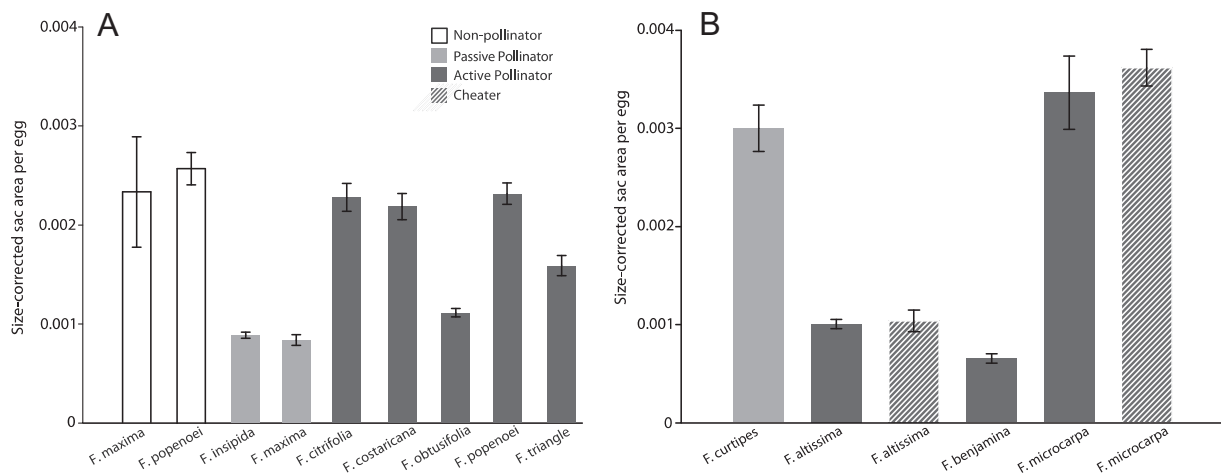 A
Size-corrected sac area per egg
0.004
0.003
0.002
0.001
0
Non-pollinator
Passive Pollinator
Active Pollinator
Cheater
F. maxima
F. popenoei
F. insipida
F. maxima
F. citrifolia
F. costaricana
F. obtusifolia
F. popenoei
F. triangle
B
Size-corrected sac area per egg
0.004
0.003
0.002
0.001
0
F. curtipes
F. altissima
F. altissima
F. benjamina
F. microcarpa
F. microcarpa